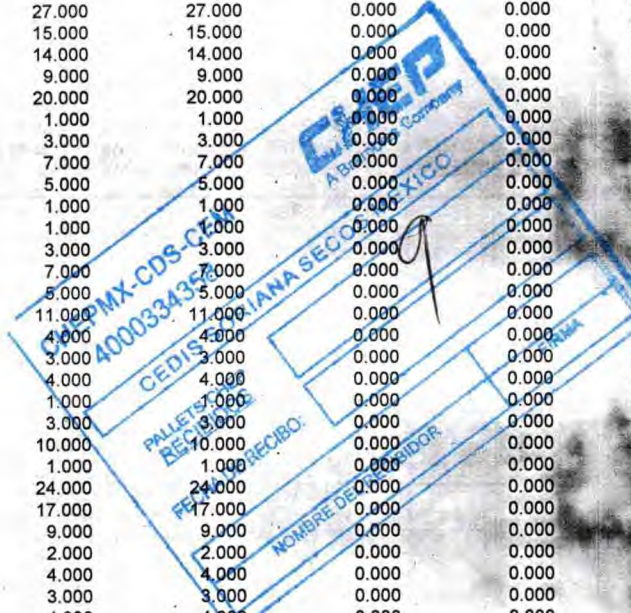 27.000 27.000 0.000 0.000
15.000 15.000 0.000 0.000
14.000 14.000 0.000 0.000
9.000 9.000 0.000 0.000
20.000 20.000 0.000 0.000
1.000 1.000 0.000 0.000
3.000 3.000 0.000 0.000
7.000 7.000 0.000 0.000
5.000 5.000 0.000 0.000
1.000 1.000 0.000 0.000
1.000 1.000 0.000 0.000
3.000 3.000 0.000 0.000
7.000 7.000 0.000 0.000
5.000 5.000 0.000 0.000
11.000 11.000 0.000 0.000
4.000 4.000 0.000 0.000
3.000 3.000 0.000 0.000
4.000 4.000 0.000 0.000
1.000 1.000 0.000 0.000
3.000 3.000 0.000 0.000
10.000 10.000 0.000 0.000
1.000 1.000 0.000 0.000
24.000 24.000 0.000 0.000
17.000 17.000 0.000 0.000
9.000 9.000 0.000 0.000
2.000 2.000 0.000 0.000
4.000 4.000 0.000 0.000
3.000 3.000 0.000 0.000
CHEP
A Brambles Company
CHEPMX-CDS-CEM
CEDIS SORIANA SECOS MEXICO
PALLETS CHEP
RECIBIDOS
FECHA DE RECIBO:
NOMBRE DEL RECIBIDOR
FIRMA